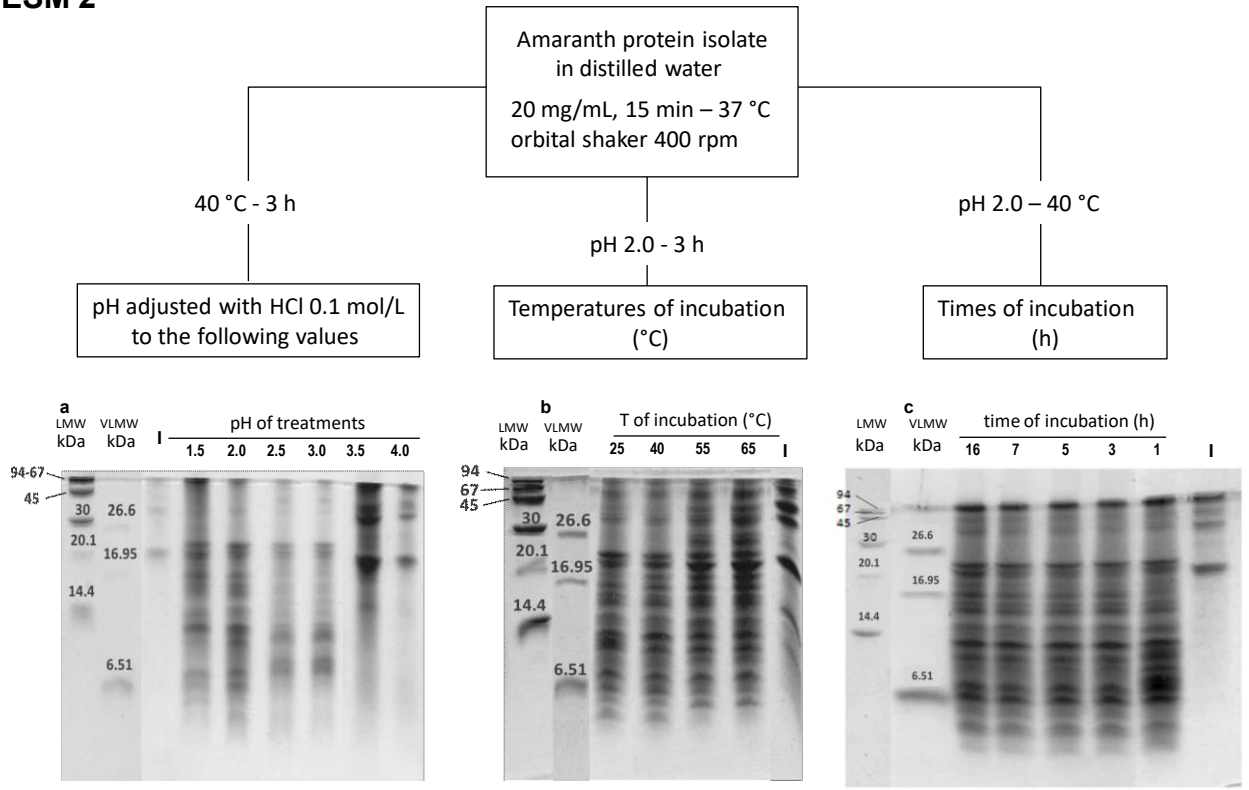 ESM 2
Amaranth protein isolate
in distilled water
20 mg/mL, 15 min – 37 °C
orbital shaker 400 rpm
40 °C - 3 h
pH 2.0 - 3 h
pH 2.0 – 40 °C
pH adjusted with HCl 0.1 mol/L
to the following values
Temperatures of incubation
(°C)
Times of incubation
(h)
a
LMW
kDa
VLMW
kDa
I
pH of treatments
1.5 2.0 2.5 3.0 3.5 4.0
94-67
45
30
20.1
14.4
26.6
16.95
6.51
b
LMW
kDa
VLMW
kDa
T of incubation (°C)
25 40 55 65 I
94
67
45
30
20.1
14.4
26.6
16.95
6.51
c
LMW
kDa
VLMW
kDa
time of incubation (h)
16 7 5 3 1 I
94
67
45
30
20.1
14.4
26.6
16.95
6.51